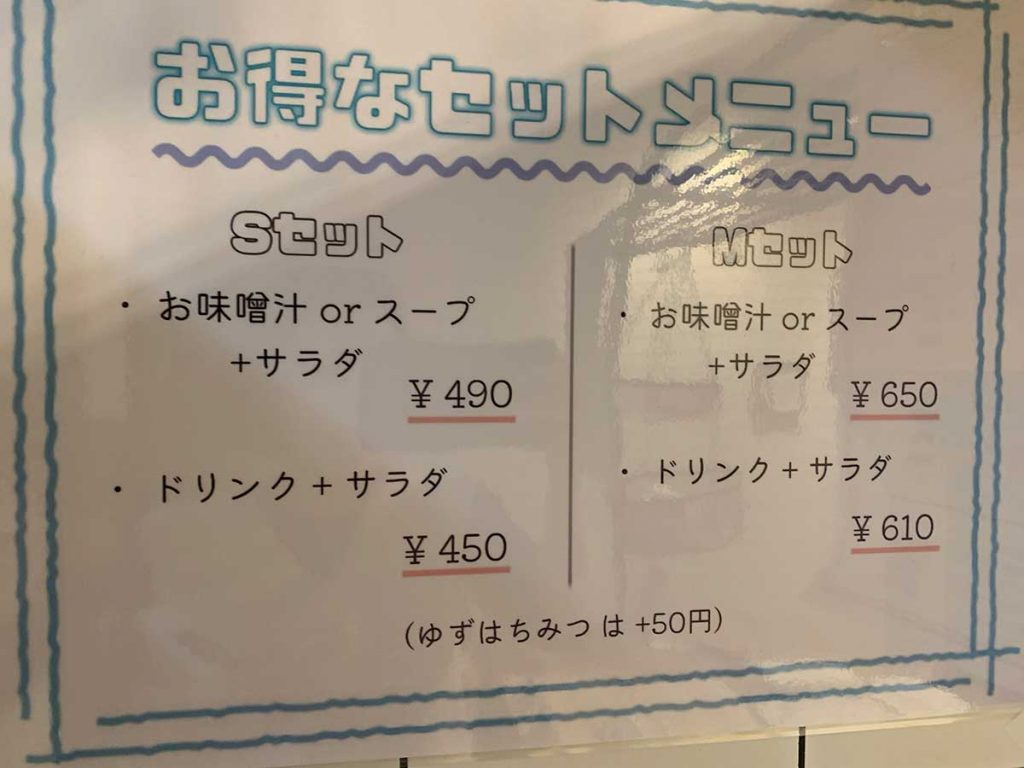 お得なセットメニュー
Sセット
・ お味噌汁 or スープ
+サラダ
¥ 490
・ ドリンク + サラダ
¥ 450
Mセット
・ お味噌汁 or スープ
+サラダ
¥ 650
・ ドリンク + サラダ
¥ 610
(ゆずはちみつ は +50円)